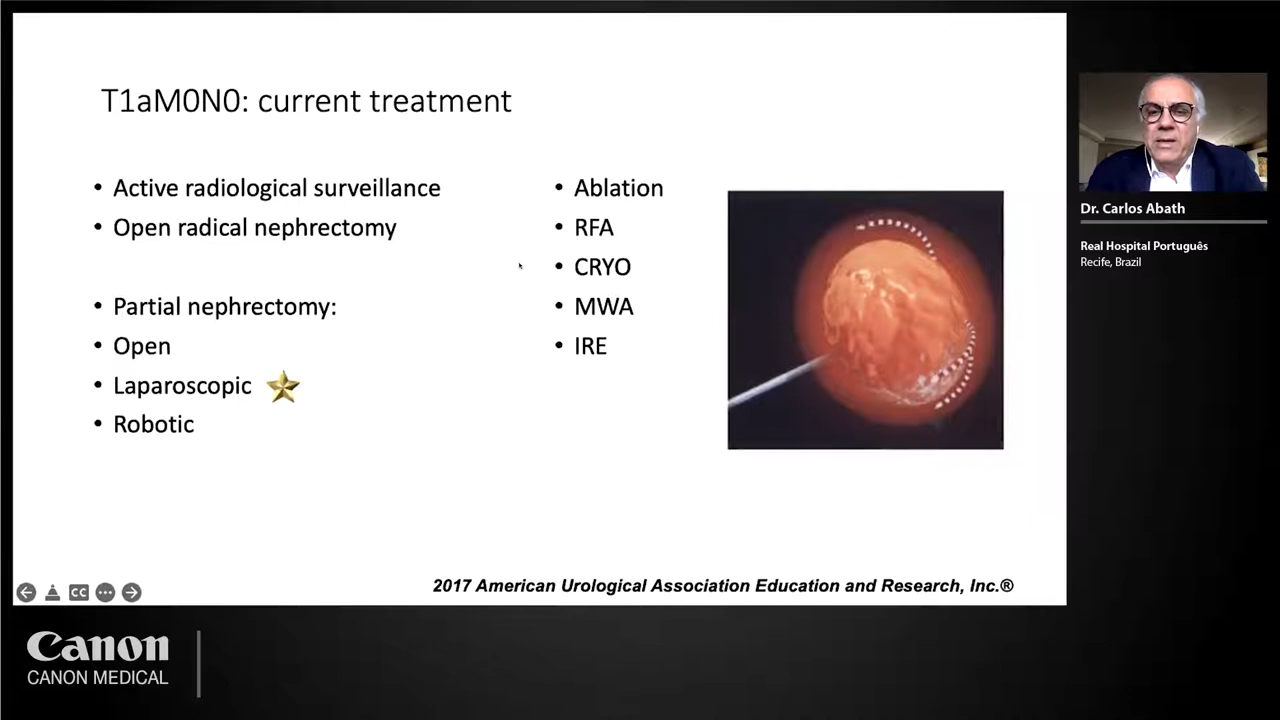 T1aM0N0: current treatment
• Active radiological surveillance
• Open radical nephrectomy
• Partial nephrectomy:
• Open
• Laparoscopic
• Robotic
• Ablation
• RFA
• CRYO
• MWA
• IRE
2017 American Urological Association Education and Research, Inc.®
CC
Dr. Carlos Abath
Real Hospital Português
Recife, Brazil
Canon
CANON MEDICAL